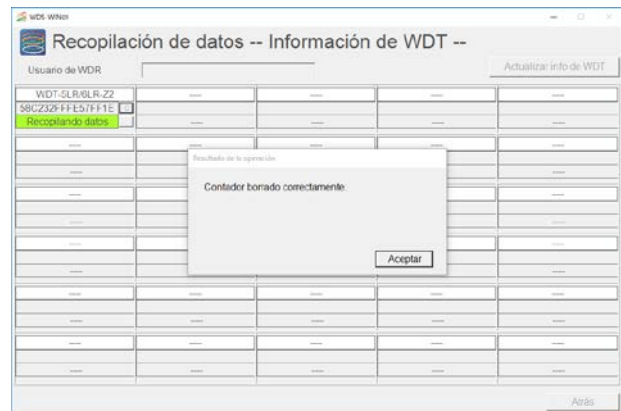 WDS-WINet
Recopilación de datos -- Información de WDT --
Usuario de WDR
Actualizar info de WDT
WDT-5LR/6LR-Z2
58C232FFFE57FF1E
Recopilando datos
Resultado de la operación
Contador borrado correctamente.
Aceptar
Atrás